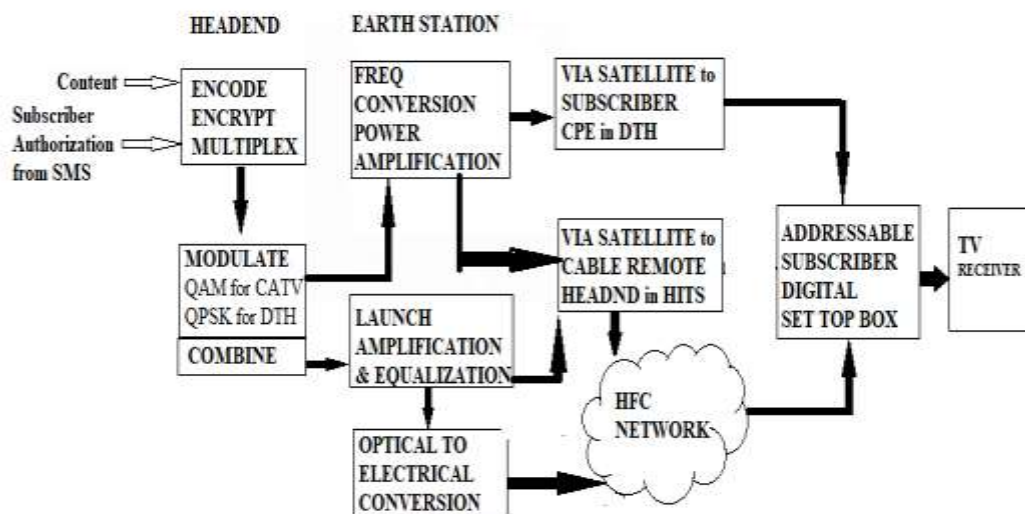 HEADEND
EARTH STATION
Content
Subscriber
Authorization
from SMS
ENCODE
ENCRYPT
MULTIPLEX
FREQ
CONVERSION
POWER
AMPLIFICATION
VIA SATELLITE to
SUBSCRIBER
CPE in DTH
MODULATE
QAM for CATV
QPSK for DTH
COMBINE
LAUNCH
AMPLIFICATION
& EQUALIZATION
VIA SATELLITE to
CABLE REMOTE
HEADND in HITS
ADDRESSABLE
SUBSCRIBER
DIGITAL
SET TOP BOX
TV
RECEIVER
HFC
NETWORK
OPTICAL TO
ELECTRICAL
CONVERSION